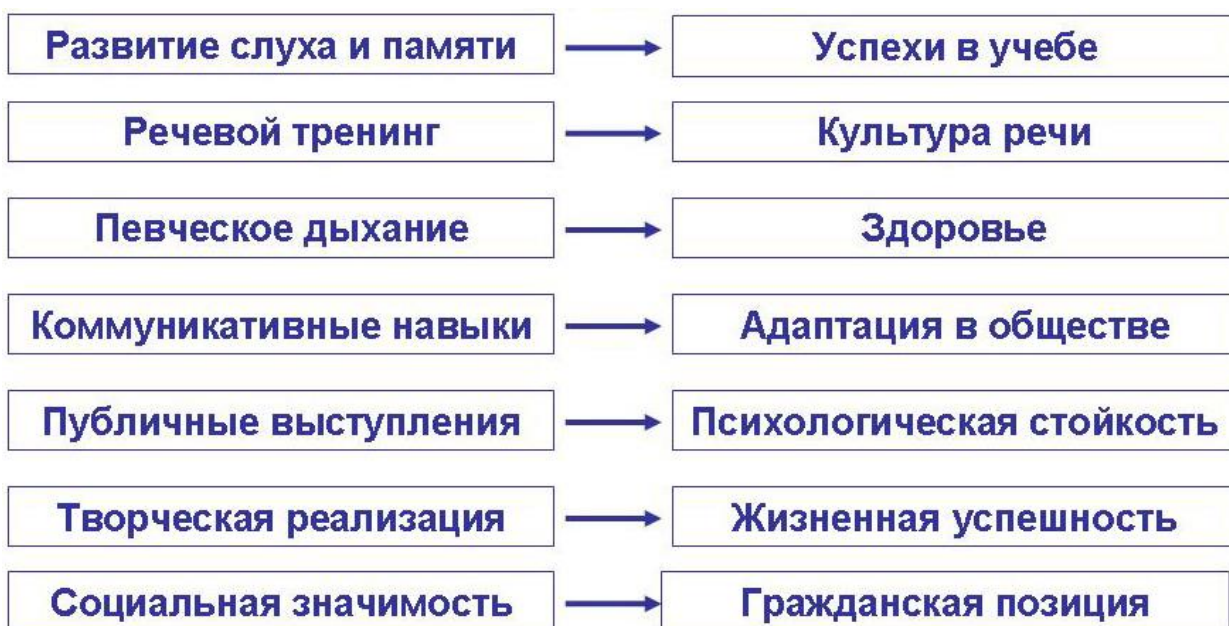 Развитие слуха и памяти
Успехи в учебе
Речевой тренинг
Культура речи
Певческое дыхание
Здоровье
Коммуникативные навыки
Адаптация в обществе
Публичные выступления
Психологическая стойкость
Творческая реализация
Жизненная успешность
Социальная значимость
Гражданская позиция